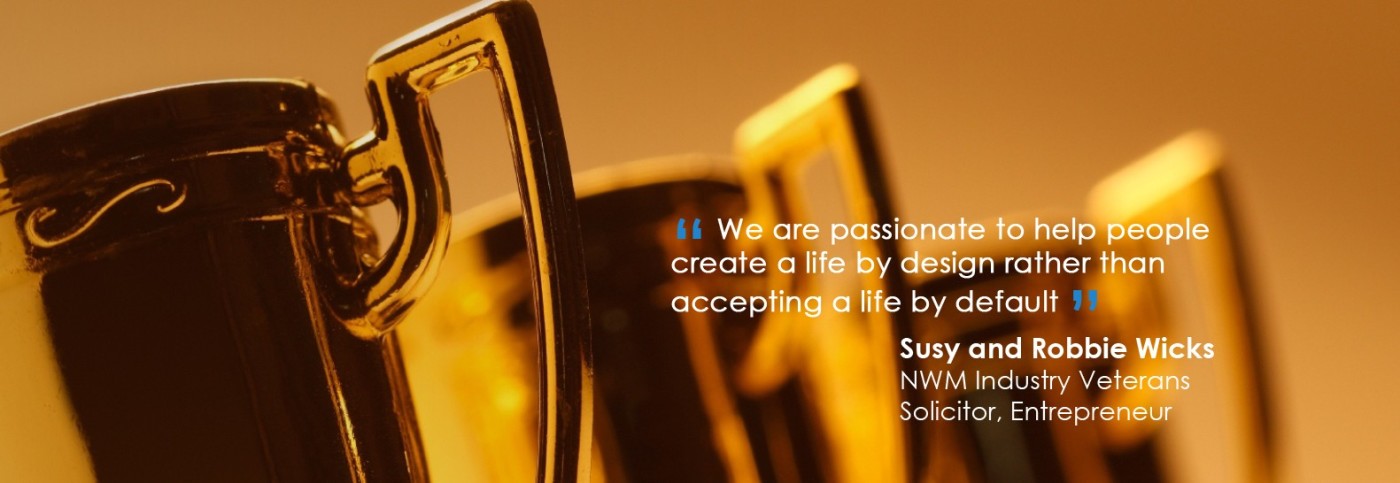 “ We are passionate to help people
create a life by design rather than
accepting a life by default ”
Susy and Robbie Wicks
NWM Industry Veterans
Solicitor, Entrepreneur